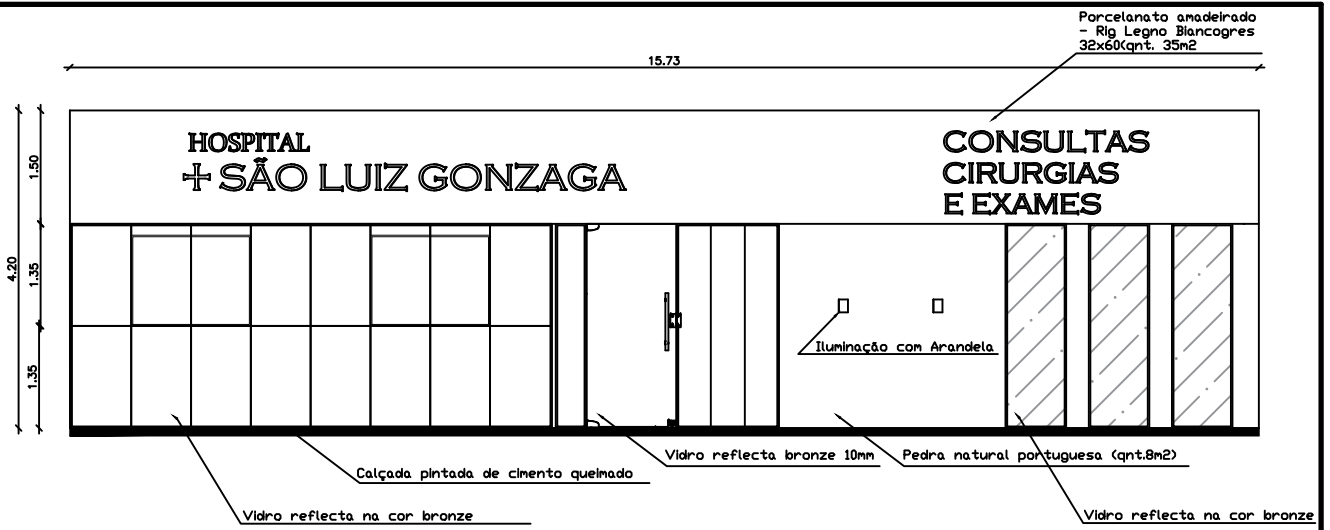 Porcelanato amadeirado
- Rig Legno Biancogres
32x60(qnt. 35m2
15.73
HOSPITAL
SÃO LUIZ GONZAGA
CONSULTAS
CIRURGIAS
E EXAMES
1.50
4.20
1.35
1.35
Iluminação com Arandela
Vidro reflecta bronze 10mm
Pedra natural portuguesa (qnt.8m2)
Calçada pintada de cimento queimado
Vidro reflecta na cor bronze
Vidro reflecta na cor bronze